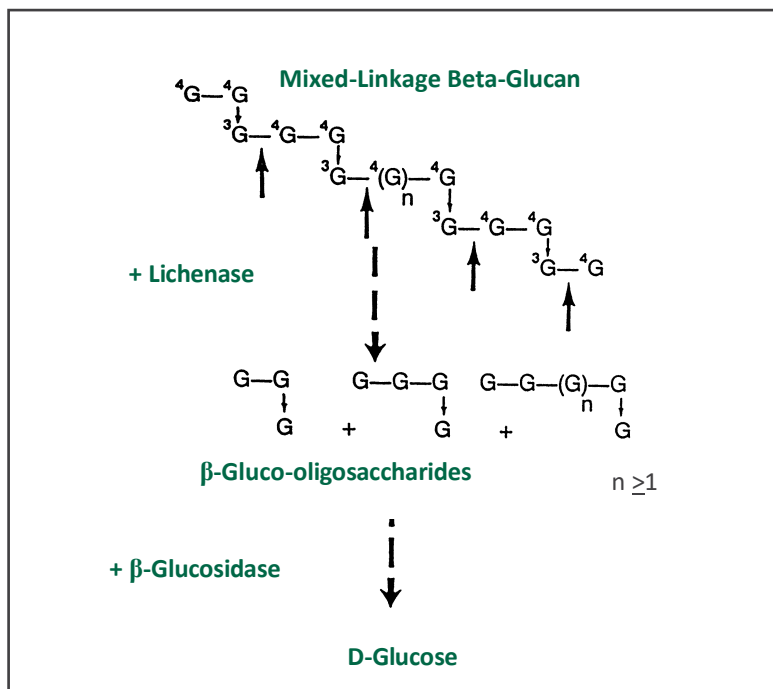 Mixed-Linkage Beta-Glucan
⁴G—⁴G
³G—⁴G—⁴G
³G—⁴(G)n—⁴G
³G—⁴G—⁴G
³G—⁴G
+ Lichenase
G—G G—G—G G—G—(G)n—G
G + G + G
β-Gluco-oligosaccharides
n ≥1
+ β-Glucosidase
D-Glucose